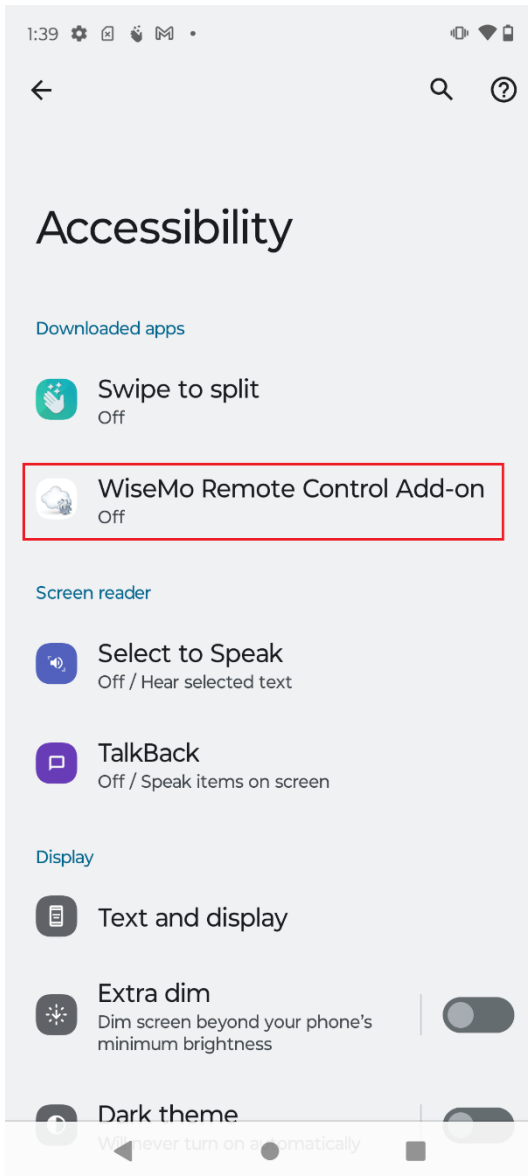 1:39
Accessibility
Downloaded apps
Swipe to split
Off
WiseMo Remote Control Add-on
Off
Screen reader
Select to Speak
Off / Hear selected text
TalkBack
Off / Speak items on screen
Display
Text and display
Extra dim
Dim screen beyond your phone's
minimum brightness
Dark theme
Will never turn on automatically